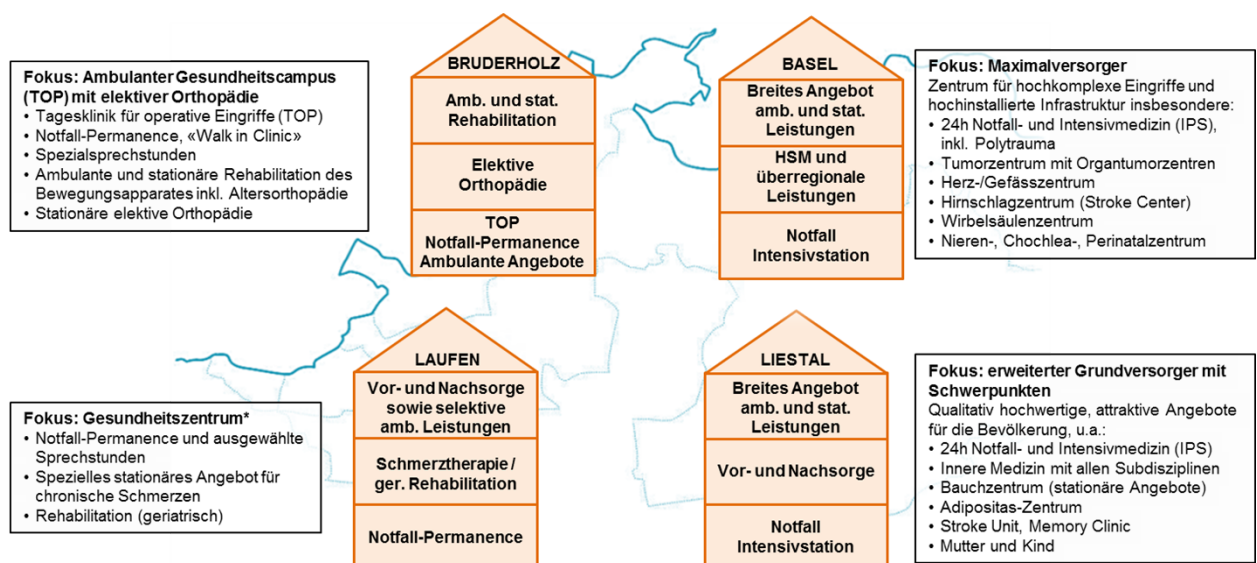 Fokus: Ambulanter Gesundheitscampus
(TOP) mit elektiver Orthopädie
• Tagesklinik für operative Eingriffe (TOP)
• Notfall-Permanence, «Walk in Clinic»
• Spezialsprechstunden
• Ambulante und stationäre Rehabilitation des
Bewegungsapparates inkl. Altersorthopädie
• Stationäre elektive Orthopädie
BRUDERHOLZ
Amb. und stat.
Rehabilitation
Elektive
Orthopädie
TOP
Notfall-Permanence
Ambulante Angebote
BASEL
Breites Angebot
amb. und stat.
Leistungen
HSM und
überregionale
Leistungen
Notfall
Intensivstation
Fokus: Maximalversorger
Zentrum für hochkomplexe Eingriffe und
hochinstallierte Infrastruktur insbesondere:
• 24h Notfall- und Intensivmedizin (IPS),
inkl. Polytrauma
• Tumorzentrum mit Organtumorzentren
• Herz-/Gefässzentrum
• Hirnschlagzentrum (Stroke Center)
• Wirbelsäulenzentrum
• Nieren-, Chochlea-, Perinatalzentrum
Fokus: Gesundheitszentrum*
• Notfall-Permanence und ausgewählte
Sprechstunden
• Spezielles stationäres Angebot für
chronische Schmerzen
• Rehabilitation (geriatrisch)
LAUFEN
Vor- und Nachsorge
sowie selektive
amb. Leistungen
Schmerztherapie /
ger. Rehabilitation
Notfall-Permanence
LIESTAL
Breites Angebot
amb. und stat.
Leistungen
Vor- und Nachsorge
Notfall
Intensivstation
Fokus: erweiterter Grundversorger mit
Schwerpunkten
Qualitativ hochwertige, attraktive Angebote
für die Bevölkerung, u.a.:
• 24h Notfall- und Intensivmedizin (IPS)
• Innere Medizin mit allen Subdisziplinen
• Bauchzentrum (stationäre Angebote)
• Adipositas-Zentrum
• Stroke Unit, Memory Clinic
• Mutter und Kind